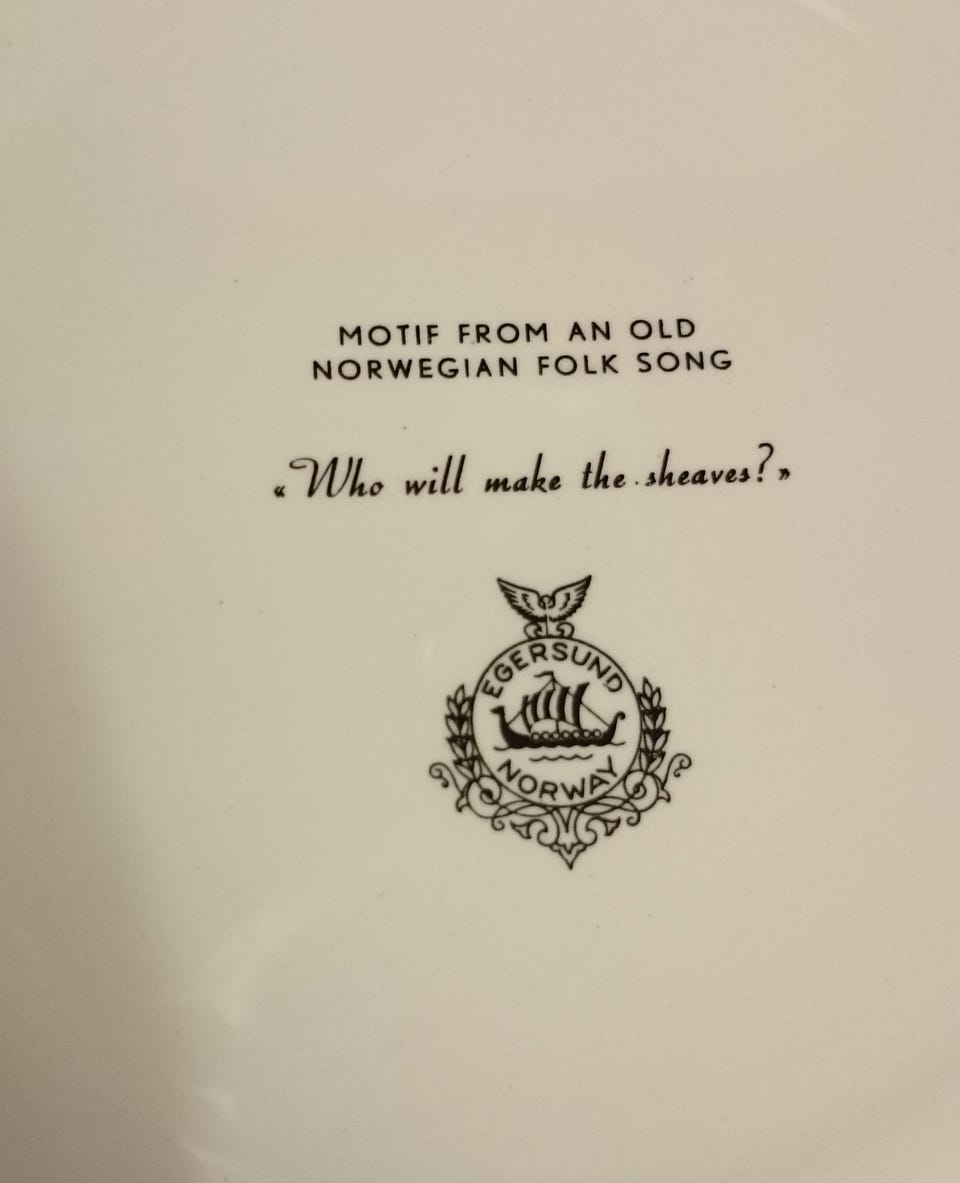 MOTIF FROM AN OLD
NORWEGIAN FOLK SONG
«Who will make the sheaves?»
EGERSUND
NORWAY